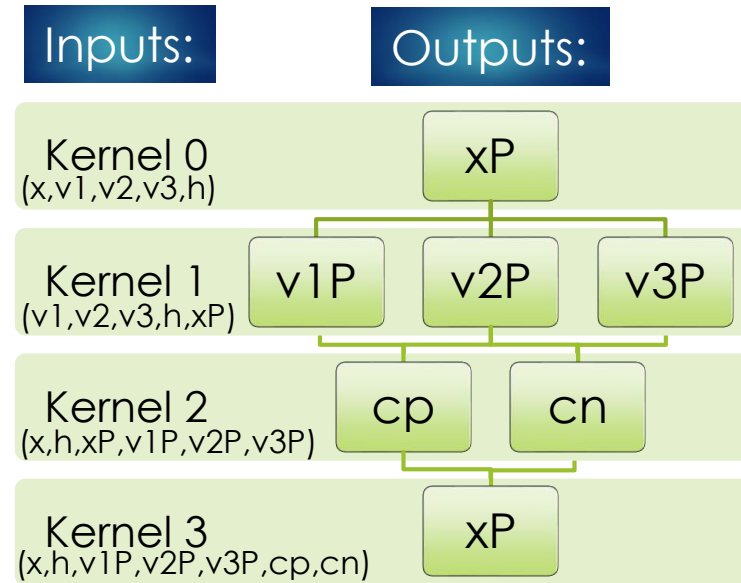 Inputs:
Outputs:
Kernel 0
(x,v1,v2,v3,h)
xP
Kernel 1
(v1,v2,v3,h,xP)
v1P
v2P
v3P
Kernel 2
(x,h,xP,v1P,v2P,v3P)
cp
cn
Kernel 3
(x,h,v1P,v2P,v3P,cp,cn)
xP